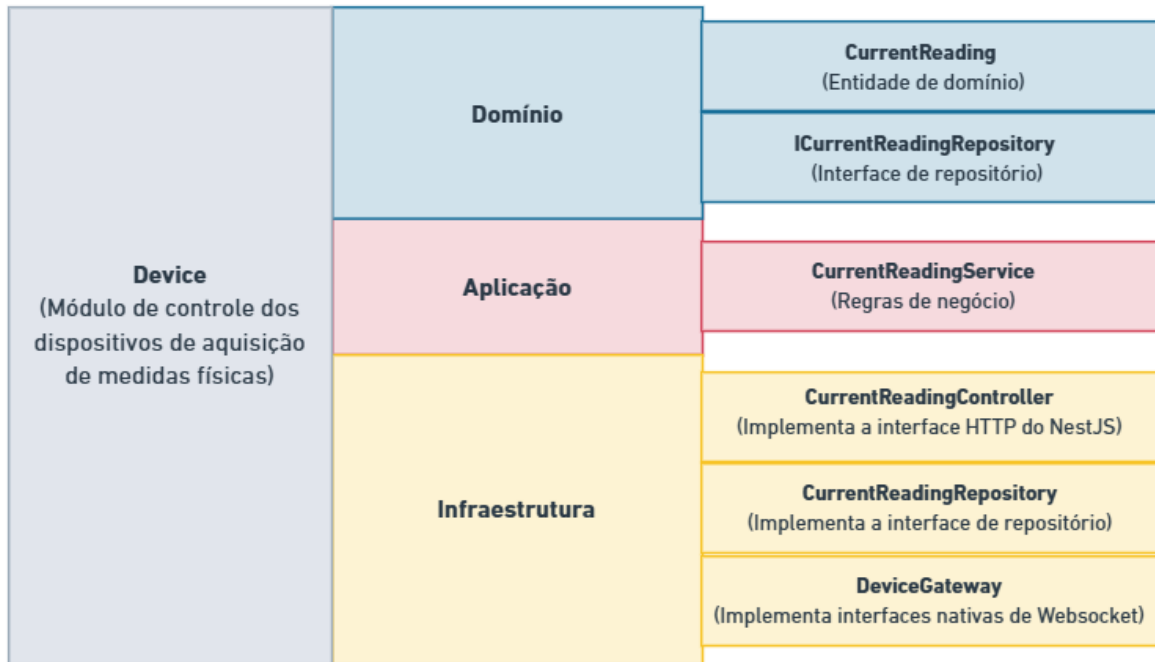 Device
(Módulo de controle dos
dispositivos de aquisição
de medidas físicas)
Domínio
CurrentReading
(Entidade de domínio)
ICurrentReadingRepository
(Interface de repositório)
Aplicação
CurrentReadingService
(Regras de negócio)
Infraestrutura
CurrentReadingController
(Implementa a interface HTTP do NestJS)
CurrentReadingRepository
(Implementa a interface de repositório)
DeviceGateway
(Implementa interfaces nativas de Websocket)